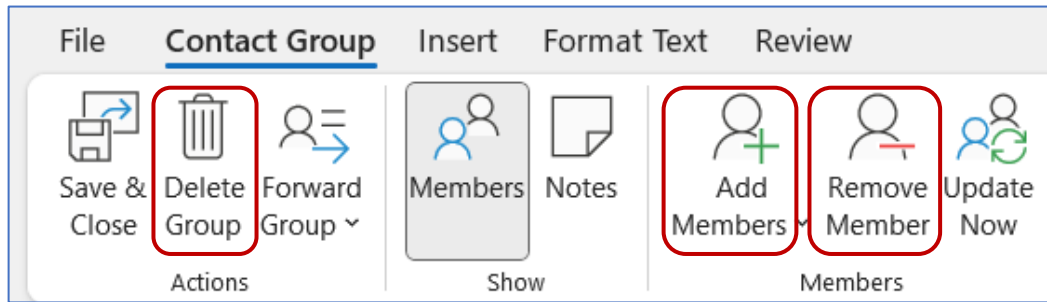 File Contact Group Insert Format Text Review
Save & Close
Delete Group
Forward Group
Members
Notes
Add Members
Remove Member
Update Now
Actions
Show
Members